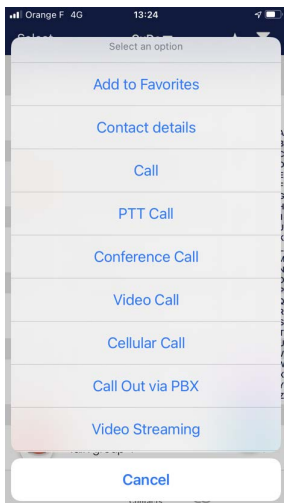 Orange F 4G 13:24
Select an option
Add to Favorites
Contact details
Call
PTT Call
Conference Call
Video Call
Cellular Call
Call Out via PBX
Video Streaming
Cancel